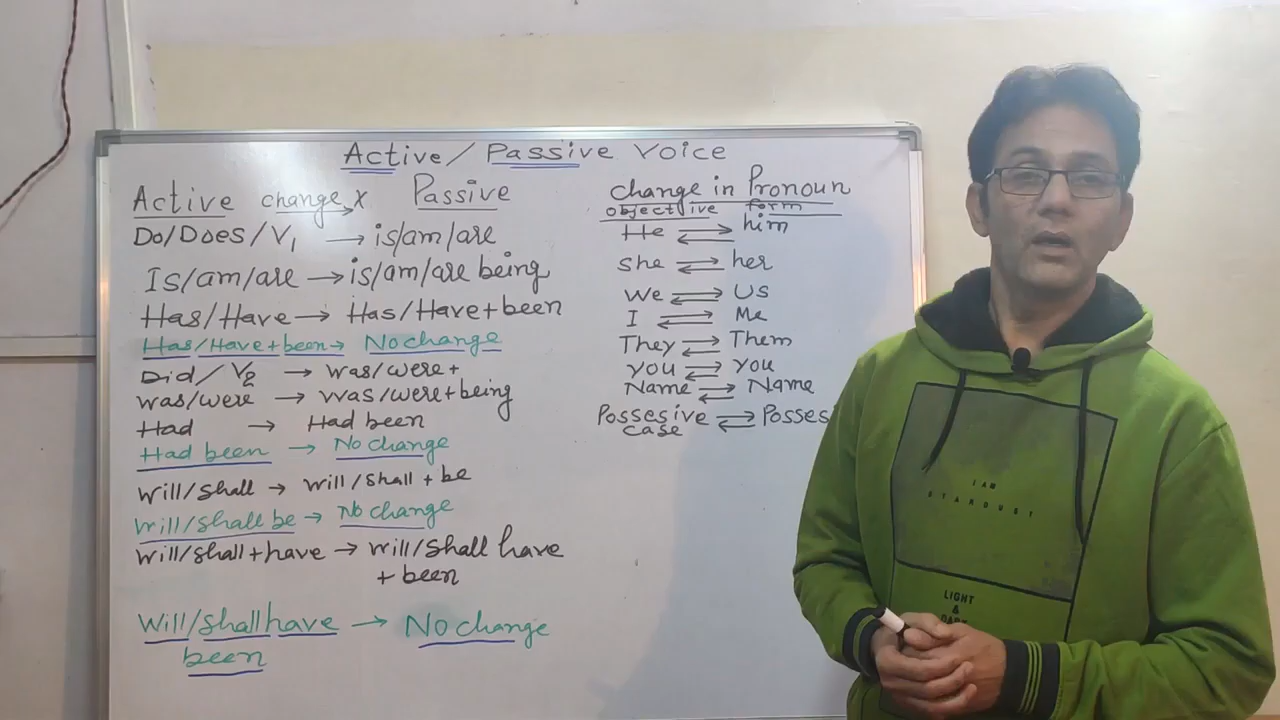 Active / Passive Voice
Active change x Passive
Do/Does/V1 → is/am/are
Is/am/are → is/am/are being
Has/Have → Has/Have + been
Has/Have + been → No change
Did/V2 → was/were +
was/were → was/were + being
Had → Had been
Had been → No change
Will/Shall → Will/Shall + be
Will/Shall be → No change
Will/Shall + have → Will/Shall have
+ been
Will/Shall have → No change
been
Change in Pronoun
objective form
He ⇄ him
She ⇄ her
We ⇄ Us
I ⇄ Me
They ⇄ Them
You ⇄ You
Name ⇄ Name
Possesive ⇄ Posses
case
I AM
STARDUST
LIGHT
&